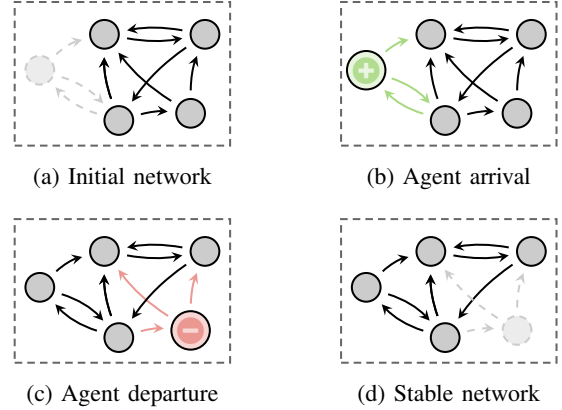 (a) Initial network
(b) Agent arrival
(c) Agent departure
(d) Stable network